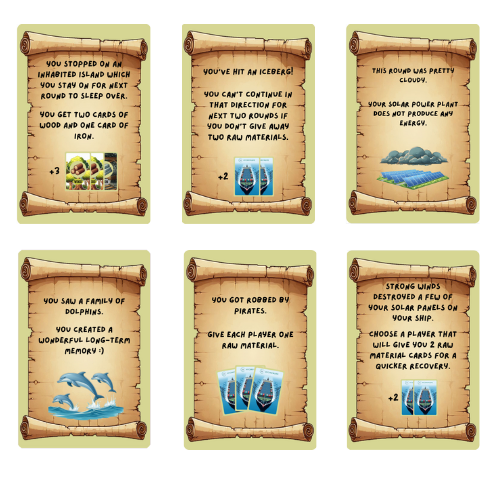 YOU STOPPED ON AN
INHABITED ISLAND WHICH
YOU STAY ON FOR NEXT
ROUND TO SLEEP OVER.
YOU GET TWO CARDS OF
WOOD AND ONE CARD OF
IRON.
+3
YOU'VE HIT AN ICEBERG!
YOU CAN'T CONTINUE IN
THAT DIRECTION FOR
NEXT TWO ROUNDS IF
YOU DON'T GIVE AWAY
TWO RAW MATERIALS.
+2
THIS ROUND WAS PRETTY
CLOUDY.
YOUR SOLAR POWER PLANT
DOES NOT PRODUCE ANY
ENERGY.
YOU SAW A FAMILY OF
DOLPHINS.
YOU CREATED A
WONDERFUL LONG-TERM
MEMORY :)
YOU GOT ROBBED BY
PIRATES.
GIVE EACH PLAYER ONE
RAW MATERIAL.
STRONG WINDS
DESTROYED A FEW OF
YOUR SOLAR PANELS ON
YOUR SHIP.
CHOOSE A PLAYER THAT
WILL GIVE YOU 2 RAW
MATERIAL CARDS FOR A
QUICKER RECOVERY.
+2